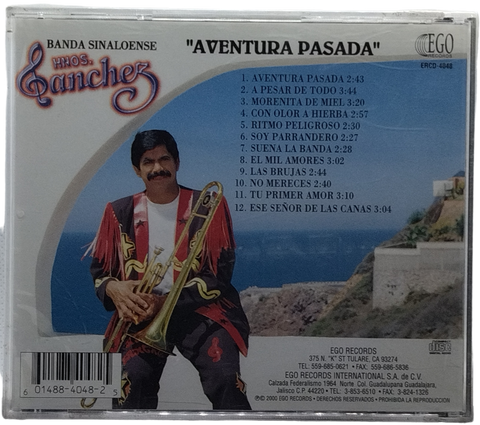 BANDA SINALOENSE
HNOS.
Sanchez
"AVENTURA PASADA"
EGO
RECORDS
ERCD-4048
1. AVENTURA PASADA 2:43
2. A PESAR DE TODO 3:44
3. MORENITA DE MIEL 3:20
4. CON OLOR A HIERBA 2:57
5. RITMO PELIGROSO 2:30
6. SOY PARRANDERO 2:27
7. SUENA LA BANDA 2:28
8. EL MIL AMORES 3:02
9. LAS BRUJAS 2:44
10. NO MERECES 2:40
11. TU PRIMER AMOR 3:10
12. ESE SEÑOR DE LAS CANAS 3:04
EGO RECORDS
375 N. "K" ST TULARE, CA 93274
TEL: 559-685-0621 • FAX: 559-686-5836
EGO RECORDS INTERNATIONAL S.A. de C.V.
Calzada Federalismo 1964 Norte Col. Guadalupana Guadalajara,
Jalisco C.P. 44220 • TEL: 3-853-6510 • FAX: 3-824-1326
℗© 2000 EGO RECORDS • DERECHOS RESERVADOS • PROHIBIDA LA REPRODUCCION
6 01488-4048-2 5